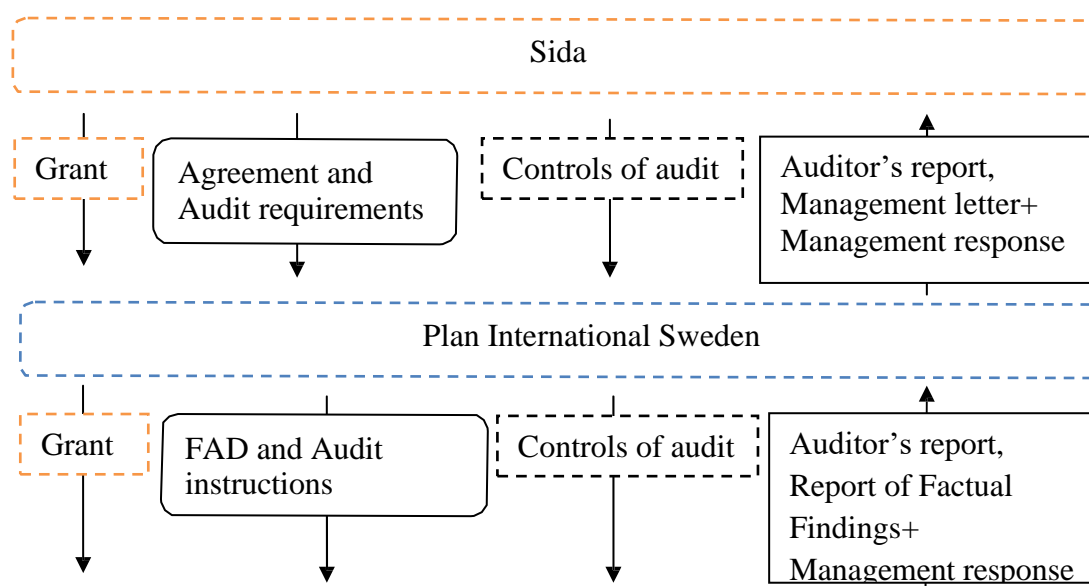 Sida
Grant
Agreement and
Audit requirements
Controls of audit
Auditor’s report,
Management letter+
Management response
Plan International Sweden
Grant
FAD and Audit
instructions
Controls of audit
Auditor’s report,
Report of Factual
Findings+
Management response